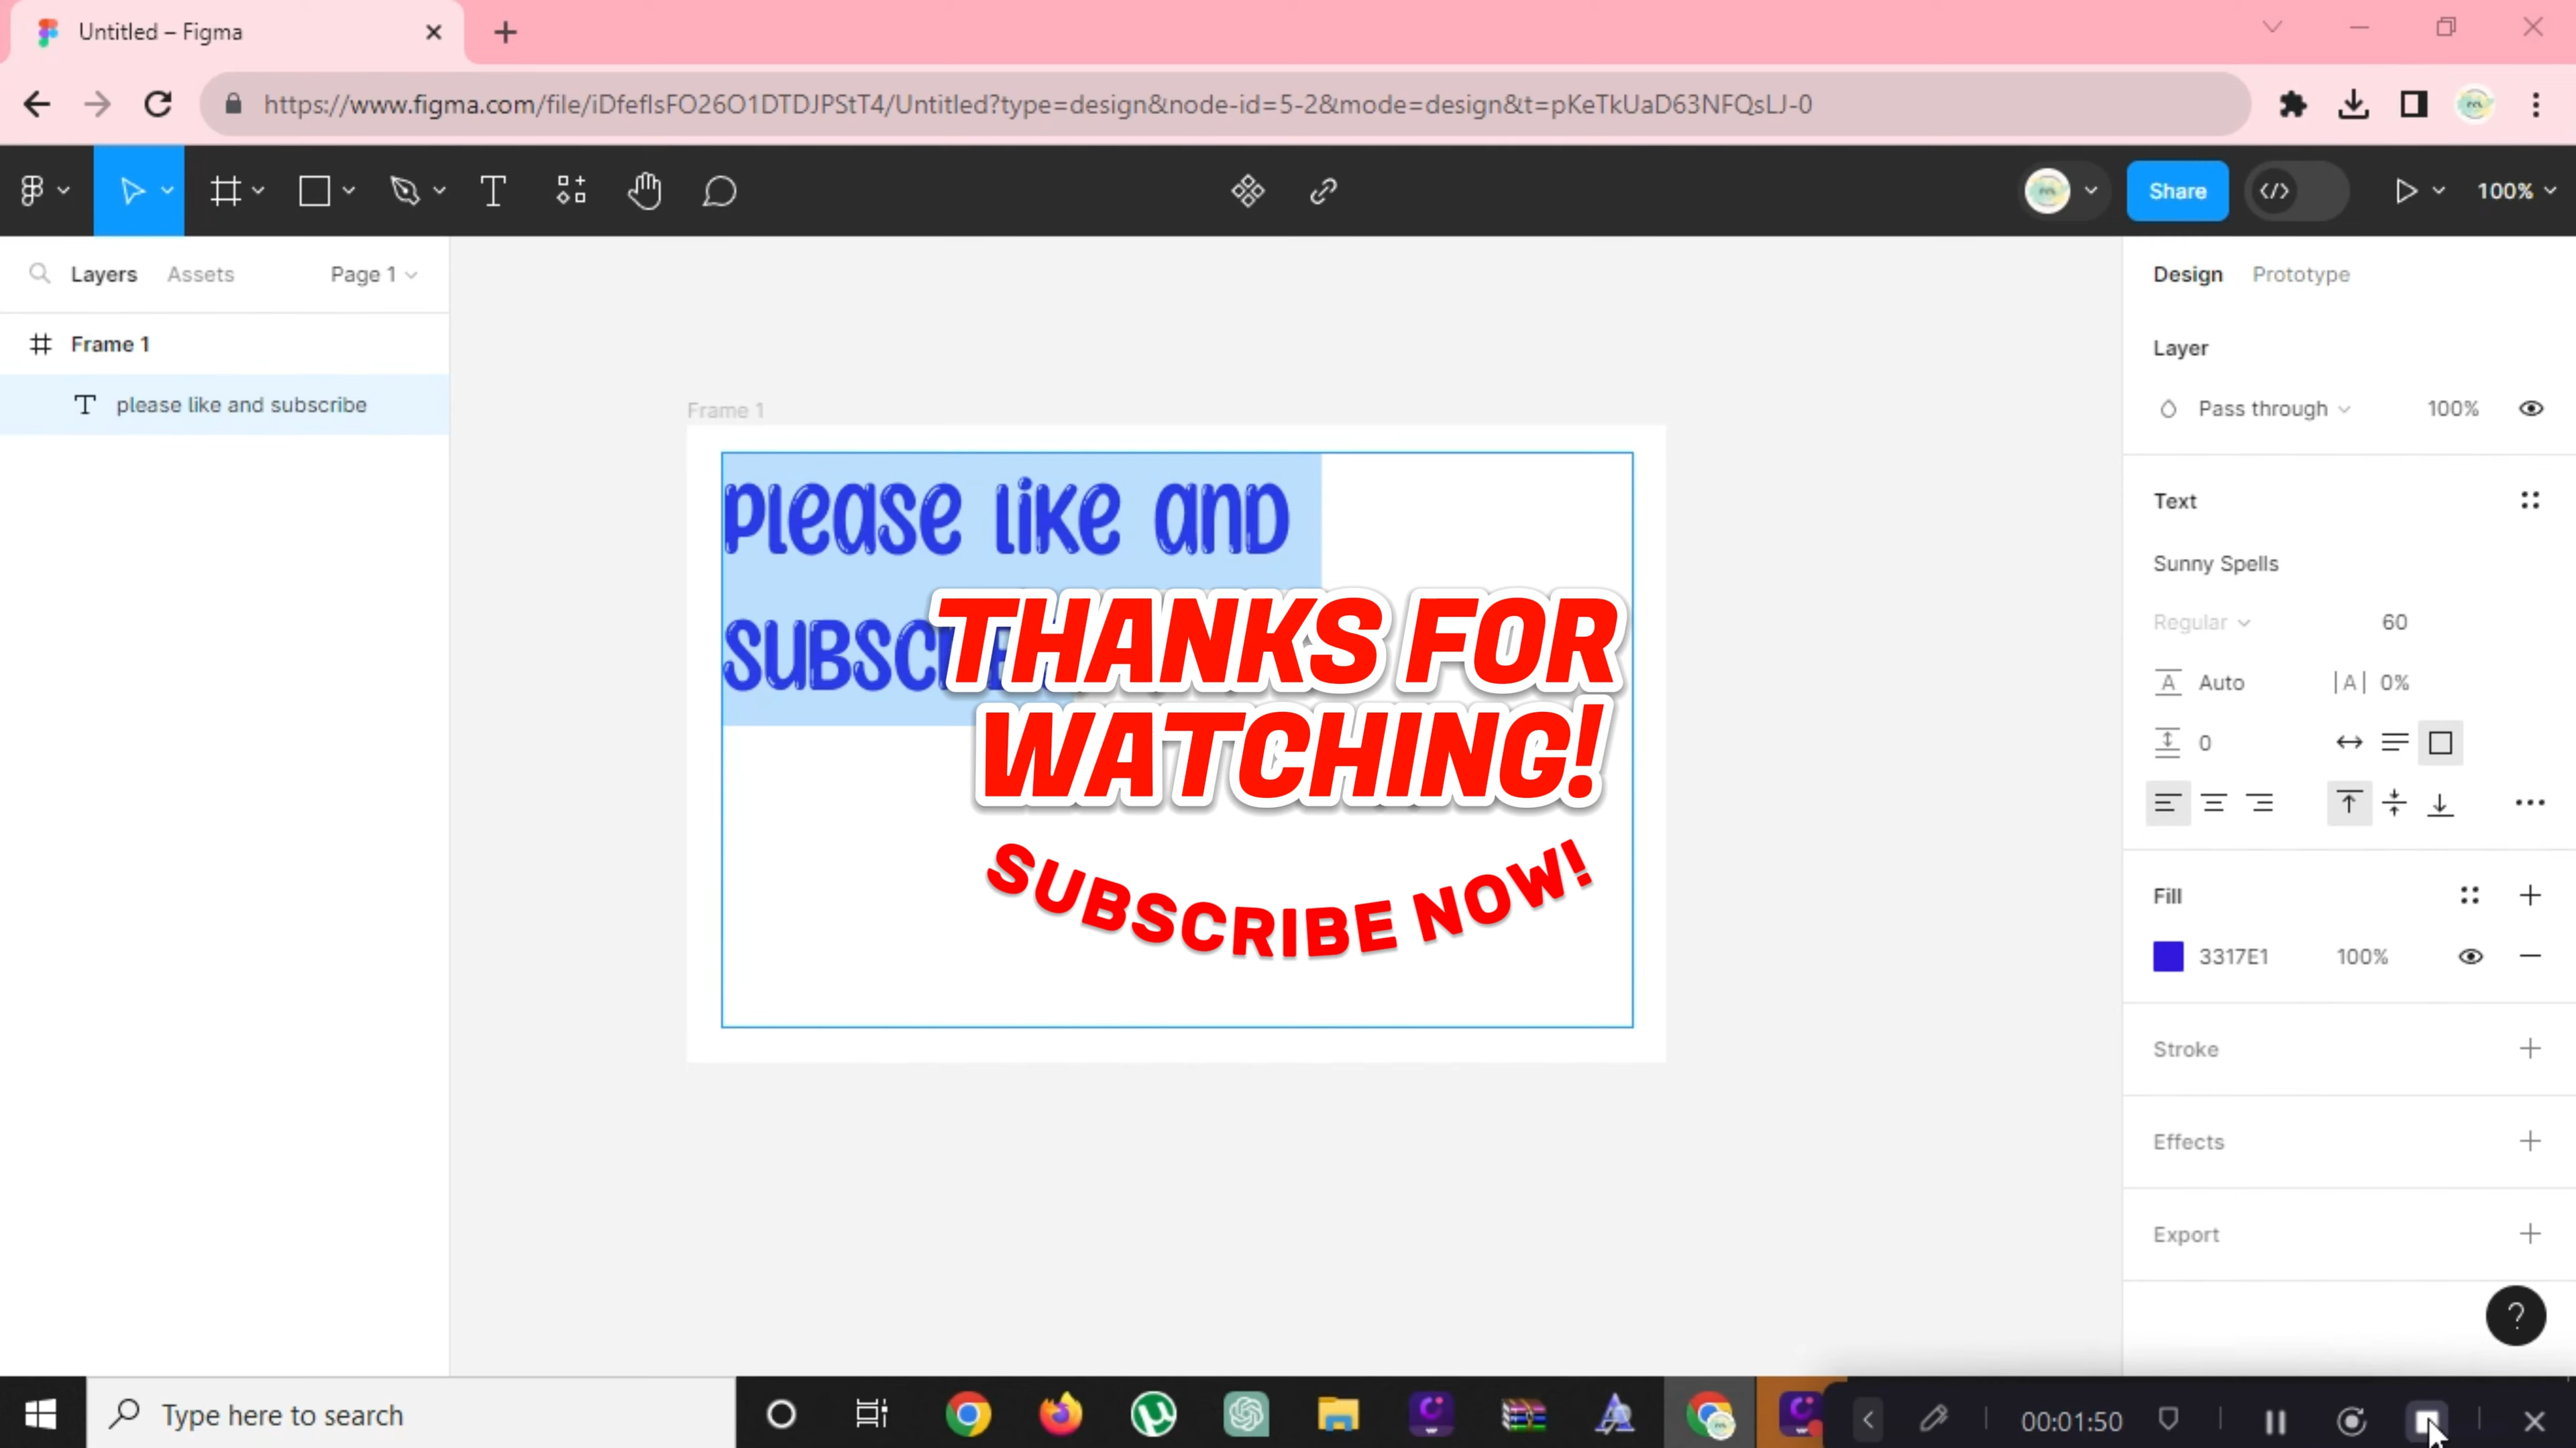 Untitled – Figma
https://www.figma.com/file/iDfefIsFO26O1DTDJPStT4/Untitled?type=design&node-id=5-2&mode=design&t=pKeTkUaD63NFQsLJ-0
Share
100%
Layers Assets Page 1
Design Prototype
Frame 1
please like and subscribe
Layer
Pass through 100%
Frame 1
please like and
THANKS FOR
WATCHING!
SUBSCRIBE NOW!
Text
Sunny Spells
Regular 60
Auto 0%
0
Fill
3317E1 100%
Stroke
Effects
Export
?
Type here to search
00:01:50